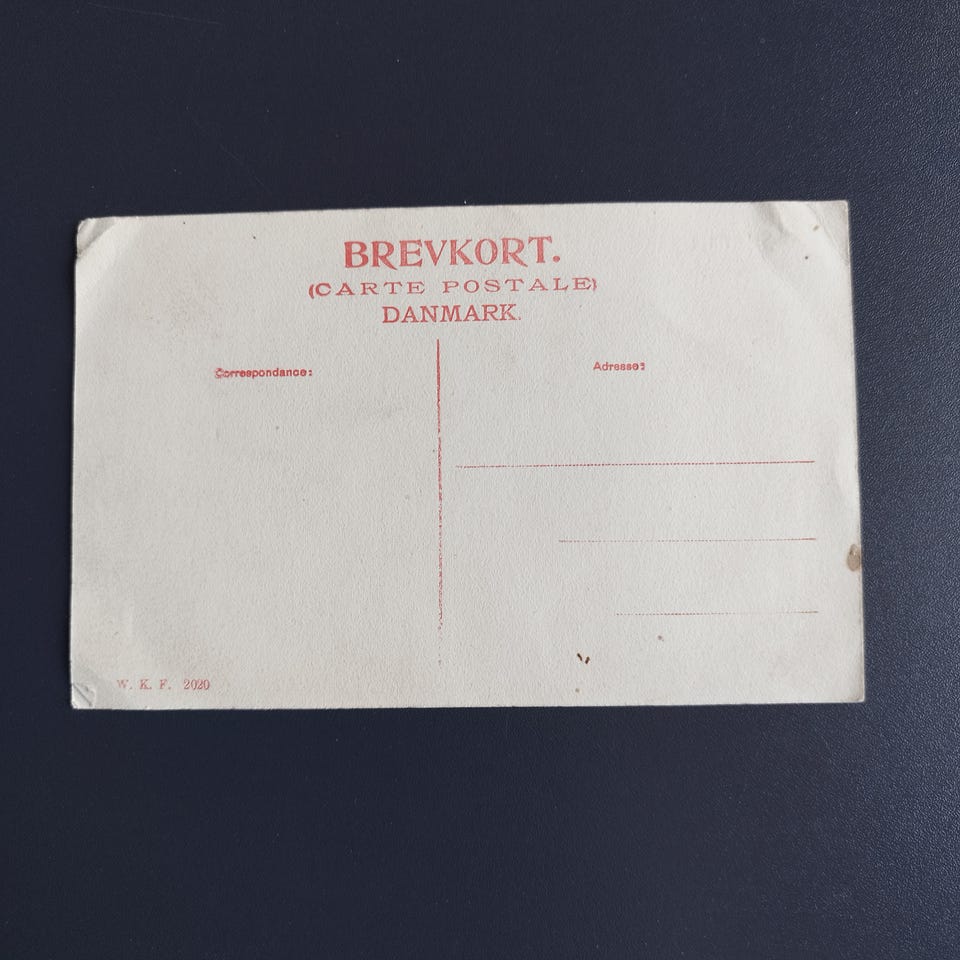 BREVKORT.
(CARTE POSTALE)
DANMARK.
Correspondance:
Adresse:
W. K. F. 2020